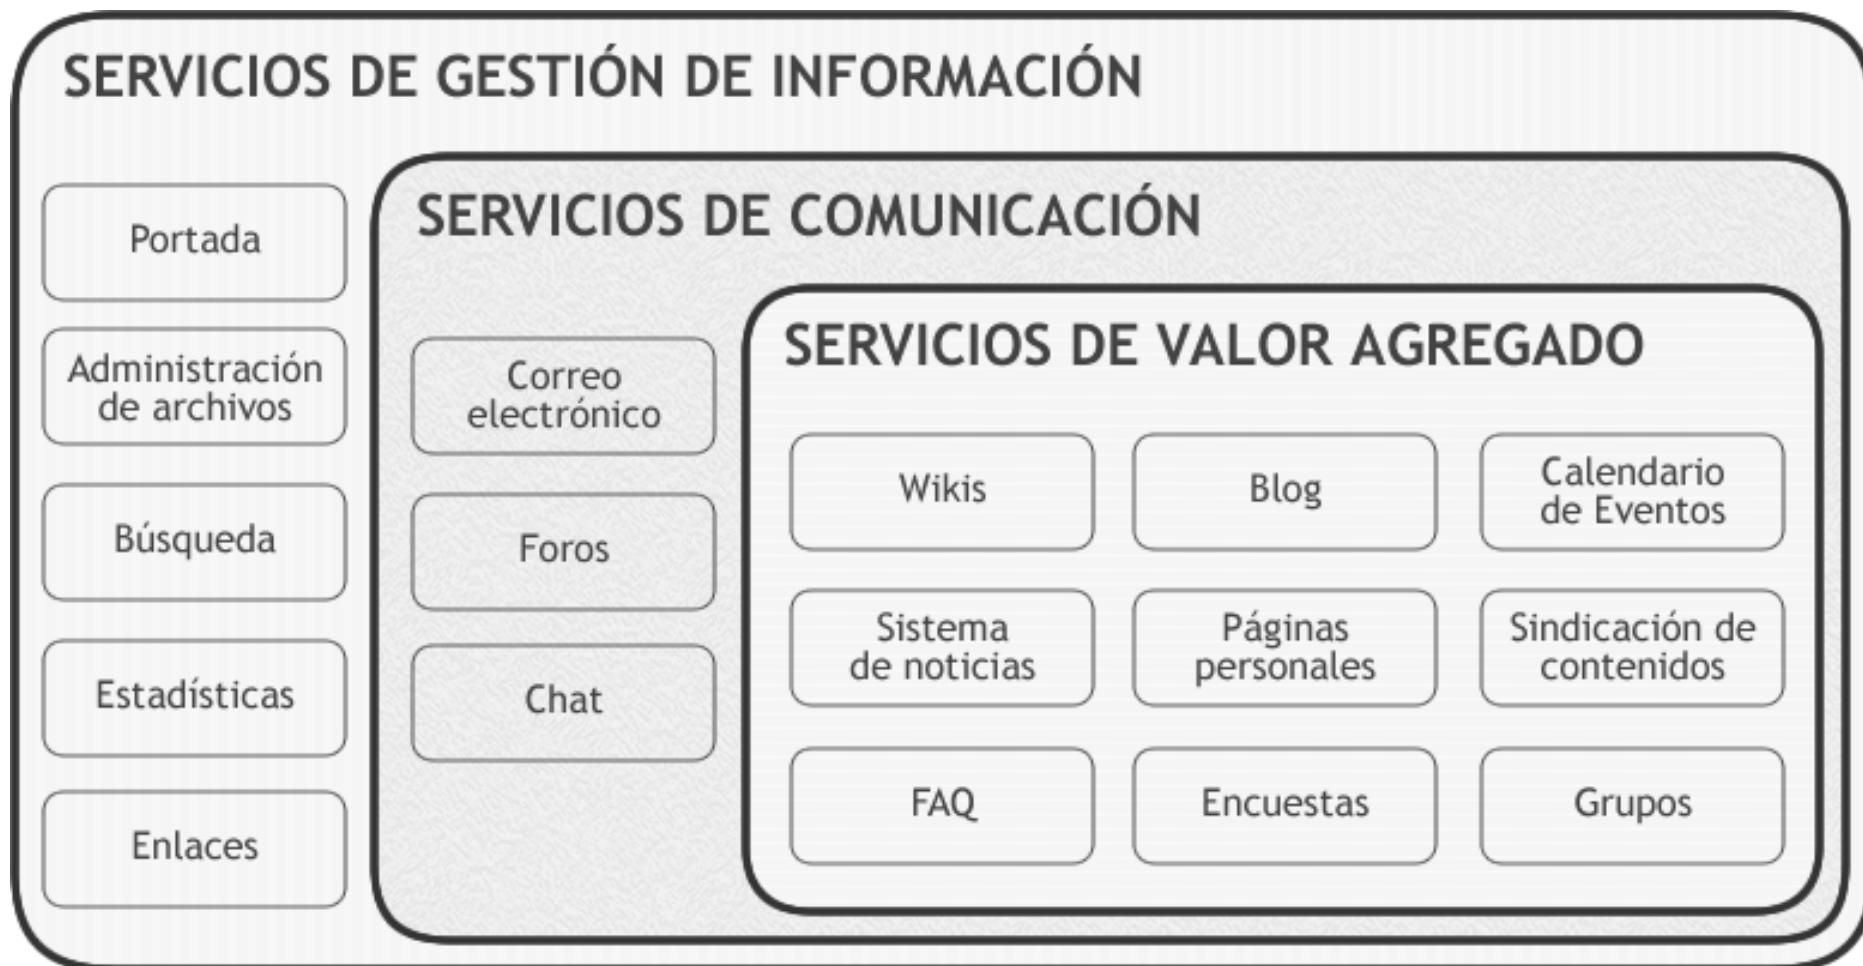 SERVICIOS DE GESTIÓN DE INFORMACIÓN
Portada
Administración
de archivos
Búsqueda
Estadísticas
Enlaces
SERVICIOS DE COMUNICACIÓN
Correo
electrónico
Foros
Chat
SERVICIOS DE VALOR AGREGADO
Wikis
Blog
Calendario
de Eventos
Sistema
de noticias
Páginas
personales
Sindicación de
contenidos
FAQ
Encuestas
Grupos